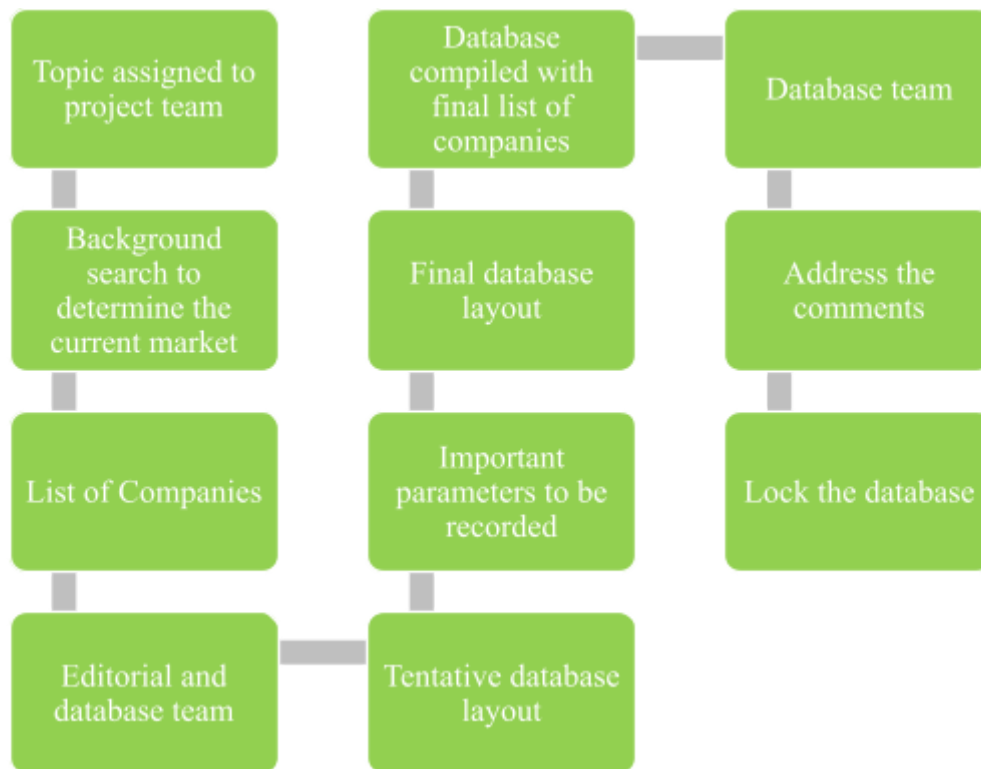 Topic assigned to
project team
Background
search to
determine the
current market
List of Companies
Editorial and
database team
Tentative database
layout
Important
parameters to be
recorded
Final database
layout
Database
compiled with
final list of
companies
Database team
Address the
comments
Lock the database